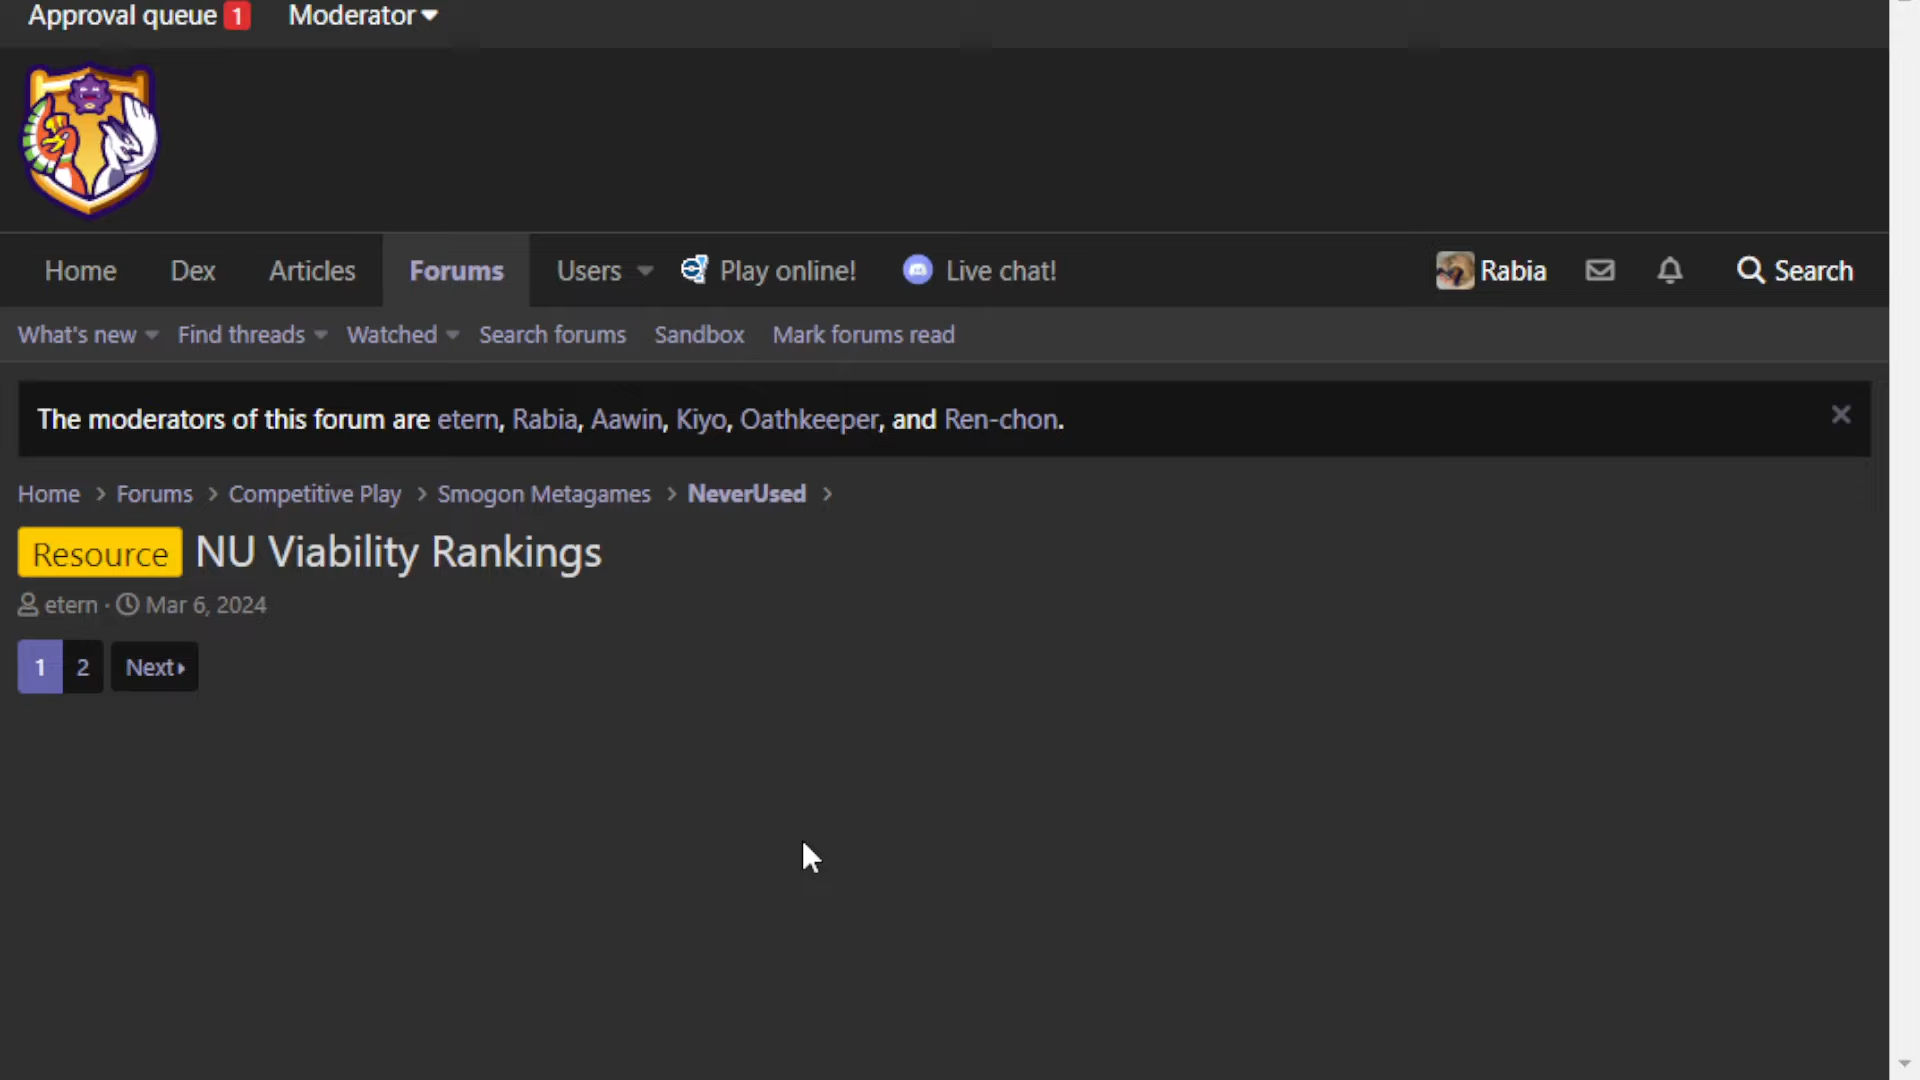 Approval queue 1 Moderator
Home Dex Articles Forums Users Play online! Live chat! Rabia Search
What's new Find threads Watched Search forums Sandbox Mark forums read
The moderators of this forum are etern, Rabia, Aawin, Kiyo, Oathkeeper, and Ren-chon.
Home > Forums > Competitive Play > Smogon Metagames > NeverUsed >
Resource NU Viability Rankings
etern · Mar 6, 2024
1 2 Next